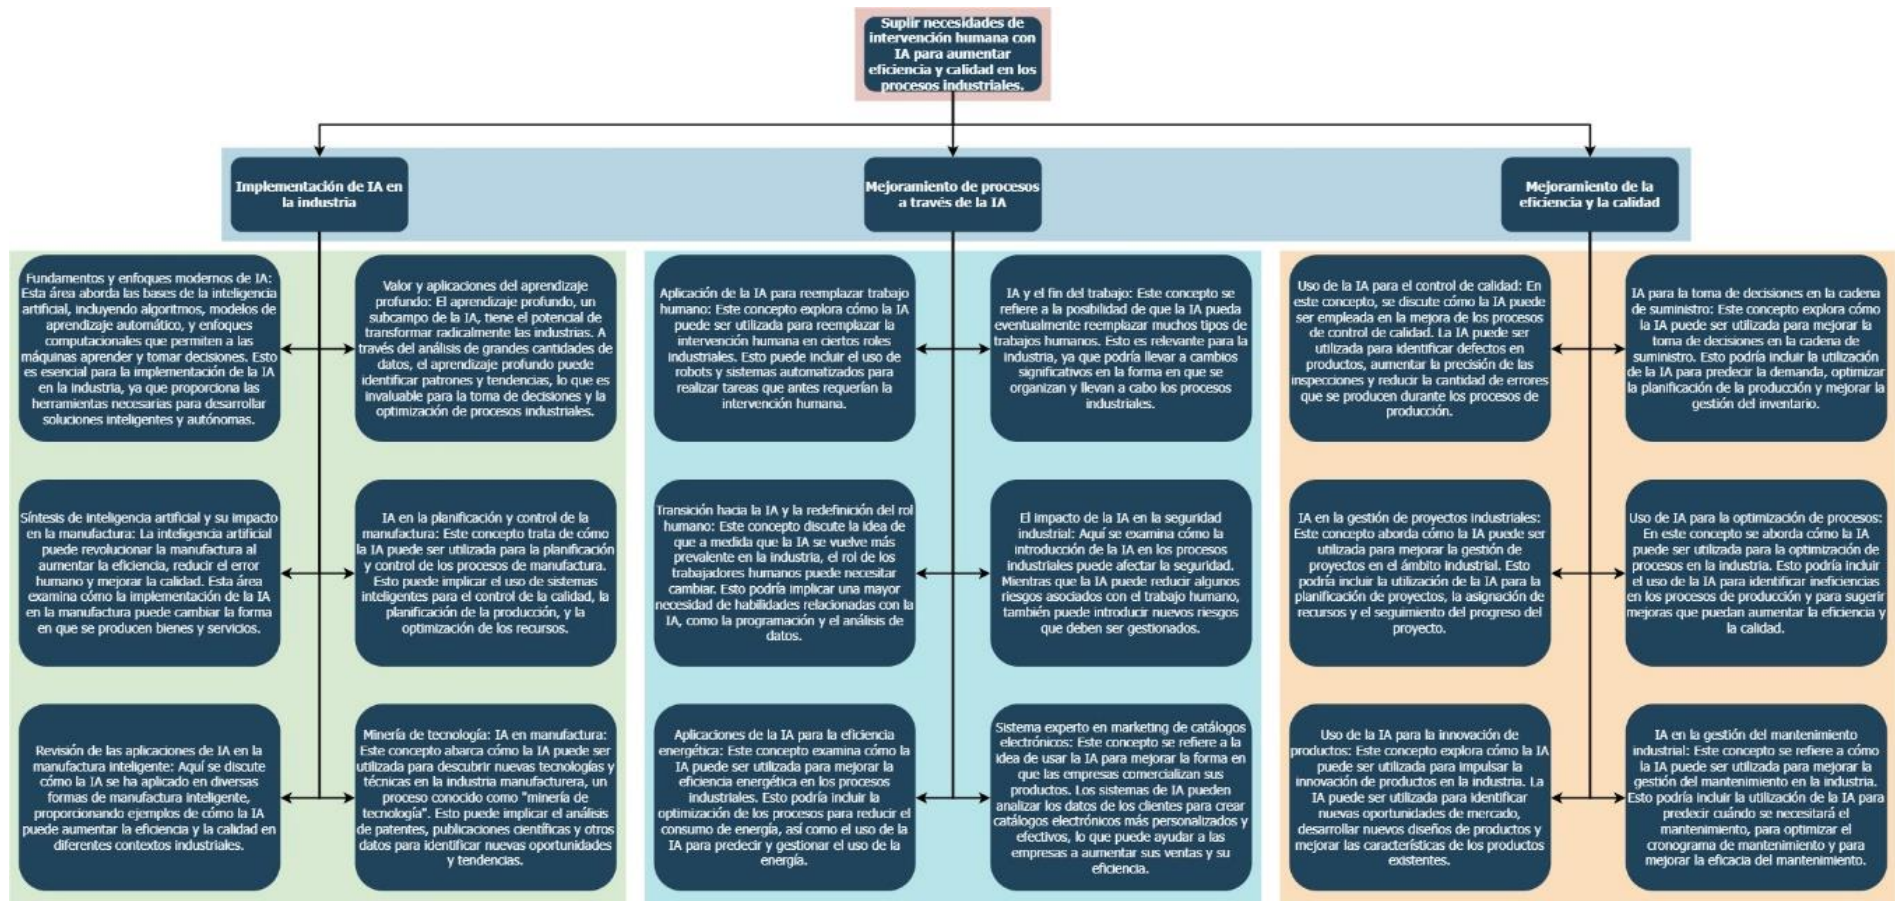 Suplir necesidades de
intervención humana con
IA para aumentar
eficiencia y calidad en los
procesos industriales.
Implementación de IA en
la industria
Mejoramiento de procesos
a través de la IA
Mejoramiento de la
eficiencia y la calidad
Fundamentos y enfoques modernos de IA:
Esta área aborda las bases de la inteligencia
artificial, incluyendo algoritmos, modelos de
aprendizaje automático, y enfoques
computacionales que permiten a las
máquinas aprender y tomar decisiones. Esto
es esencial para la implementación de la IA
en la industria, ya que proporciona las
herramientas necesarias para desarrollar
soluciones inteligentes y autónomas.
Valor y aplicaciones del aprendizaje
profundo: El aprendizaje profundo, un
subcampo de la IA, tiene el potencial de
transformar radicalmente las industrias. A
través del análisis de grandes cantidades de
datos, el aprendizaje profundo puede
identificar patrones y tendencias, lo que es
invaluable para la toma de decisiones y la
optimización de procesos industriales.
Síntesis de inteligencia artificial y su impacto
en la manufactura: La inteligencia artificial
puede revolucionar la manufactura al
aumentar la eficiencia, reducir el error
humano y mejorar la calidad. Esta área
examina cómo la implementación de la IA
en la manufactura puede cambiar la forma
en que se producen bienes y servicios.
IA en la planificación y control de la
manufactura: Este concepto trata de cómo
la IA puede ser utilizada para la planificación
y control de los procesos de manufactura.
Esto puede implicar el uso de sistemas
inteligentes para el control de la calidad, la
planificación de la producción, y la
optimización de los recursos.
Revisión de las aplicaciones de IA en la
manufactura inteligente: Aquí se discute
cómo la IA se ha aplicado en diversas
formas de manufactura inteligente,
proporcionando ejemplos de cómo la IA
puede aumentar la eficiencia y la calidad en
diferentes contextos industriales.
Minería de tecnología: IA en manufactura:
Este concepto abarca cómo la IA puede ser
utilizada para descubrir nuevas tecnologías y
técnicas en la industria manufacturera, un
proceso conocido como "minería de
tecnología". Esto puede implicar el análisis
de patentes, publicaciones científicas y otros
datos para identificar nuevas oportunidades
y tendencias.
Aplicación de la IA para reemplazar trabajo
humano: Este concepto explora cómo la IA
puede ser utilizada para reemplazar la
intervención humana en ciertos roles
industriales. Esto puede incluir el uso de
robots y sistemas automatizados para
realizar tareas que antes requerían la
intervención humana.
IA y el fin del trabajo: Este concepto se
refiere a la posibilidad de que la IA pueda
eventualmente reemplazar muchos tipos de
trabajos humanos. Esto es relevante para la
industria, ya que podría llevar a cambios
significativos en la forma en que se
organizan y llevan a cabo los procesos
industriales.
Transición hacia la IA y la redefinición del rol
humano: Este concepto discute la idea de
que a medida que la IA se vuelve más
prevalente en la industria, el rol de los
trabajadores humanos puede necesitar
cambiar. Esto podría implicar una mayor
necesidad de habilidades relacionadas con la
IA, como la programación y el análisis de
datos.
El impacto de la IA en la seguridad
industrial: Aquí se examina cómo la
introducción de la IA en los procesos
industriales puede afectar la seguridad.
Mientras que la IA puede reducir algunos
riesgos asociados con el trabajo humano,
también puede introducir nuevos riesgos
que deben ser gestionados.
Aplicaciones de la IA para la eficiencia
energética: Este concepto examina cómo la
IA puede ser utilizada para mejorar la
eficiencia energética en los procesos
industriales. Esto podría incluir la
optimización de los procesos para reducir el
consumo de energía, así como el uso de la
IA para predecir y gestionar el uso de la
energía.
Sistema experto en marketing de catálogos
electrónicos: Este concepto se refiere a la
idea de usar la IA para mejorar la forma en
que las empresas comercializan sus
productos. Los sistemas de IA pueden
analizar los datos de los clientes para crear
catálogos electrónicos más personalizados y
efectivos, lo que puede ayudar a las
empresas a aumentar sus ventas y su
eficiencia.
Uso de la IA para el control de calidad: En
este concepto, se discute cómo la IA puede
ser empleada en la mejora de los procesos
de control de calidad. La IA puede ser
utilizada para identificar defectos en
productos, aumentar la precisión de las
inspecciones y reducir la cantidad de errores
que se producen durante los procesos de
producción.
IA para la toma de decisiones en la cadena
de suministro: Este concepto explora cómo
la IA puede ser utilizada para mejorar la
toma de decisiones en la cadena de
suministro. Esto podría incluir la utilización
de la IA para predecir la demanda, optimizar
la planificación de la producción y mejorar la
gestión del inventario.
IA en la gestión de proyectos industriales:
Este concepto aborda cómo la IA puede ser
utilizada para mejorar la gestión de
proyectos en el ámbito industrial. Esto
podría incluir la utilización de la IA para la
planificación de proyectos, la asignación de
recursos y el seguimiento del progreso del
proyecto.
Uso de IA para la optimización de procesos:
En este concepto se aborda cómo la IA
puede ser utilizada para la optimización de
procesos en la industria. Esto podría incluir
el uso de la IA para identificar ineficiencias
en los procesos de producción y para sugerir
mejoras que puedan aumentar la eficiencia y
la calidad.
Uso de la IA para la innovación de
productos: Este concepto explora cómo la IA
puede ser utilizada para impulsar la
innovación de productos en la industria. La
IA puede ser utilizada para identificar
nuevas oportunidades de mercado,
desarrollar nuevos diseños de productos y
mejorar las características de los productos
existentes.
IA en la gestión del mantenimiento
industrial: Este concepto se refiere a cómo
la IA puede ser utilizada para mejorar la
gestión del mantenimiento en la industria.
Esto podría incluir la utilización de la IA para
predecir cuándo se necesitará el
mantenimiento, para optimizar el
cronograma de mantenimiento y para
mejorar la eficacia del mantenimiento.